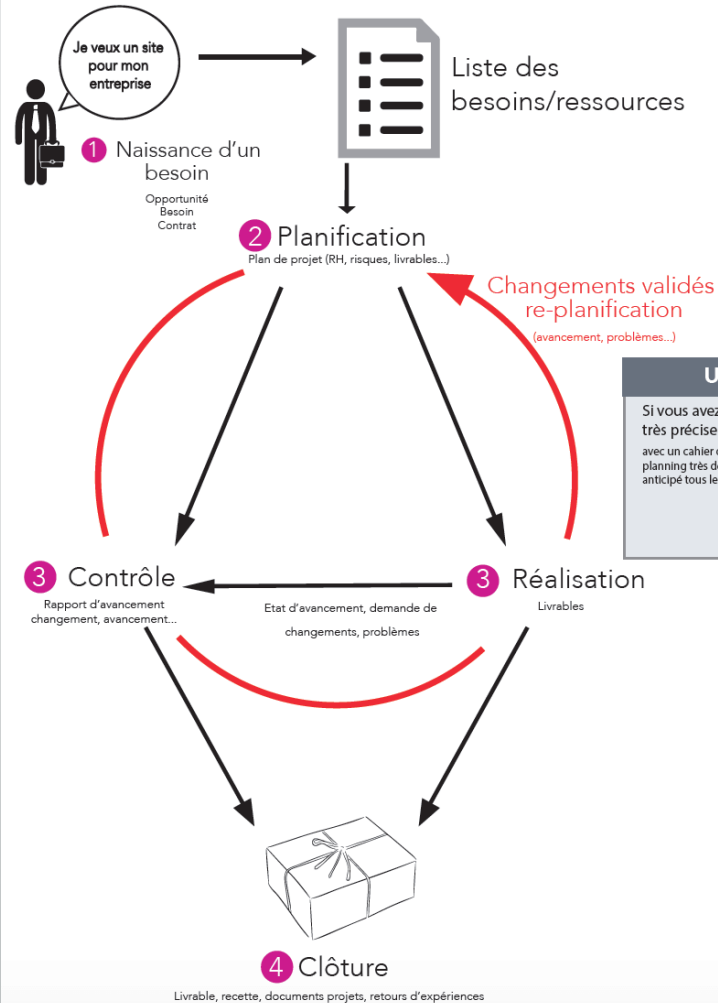 Je veux un site
pour mon
entreprise
Liste des
besoins/ressources
1 Naissance d'un
besoin
Opportunité
Besoin
Contrat
2 Planification
Plan de projet (RH, risques, livrables...)
Changements validés
re-planification
(avancement, problèmes...)
U
Si vous avez
très précise
avec un cahier
planning très
anticipé tous
3 Contrôle
Rapport d'avancement
changement, avancement...
Etat d'avancement, demande de
changements, problèmes
3 Réalisation
Livrables
4 Clôture
Livrable, recette, documents projets, retours d'expériences